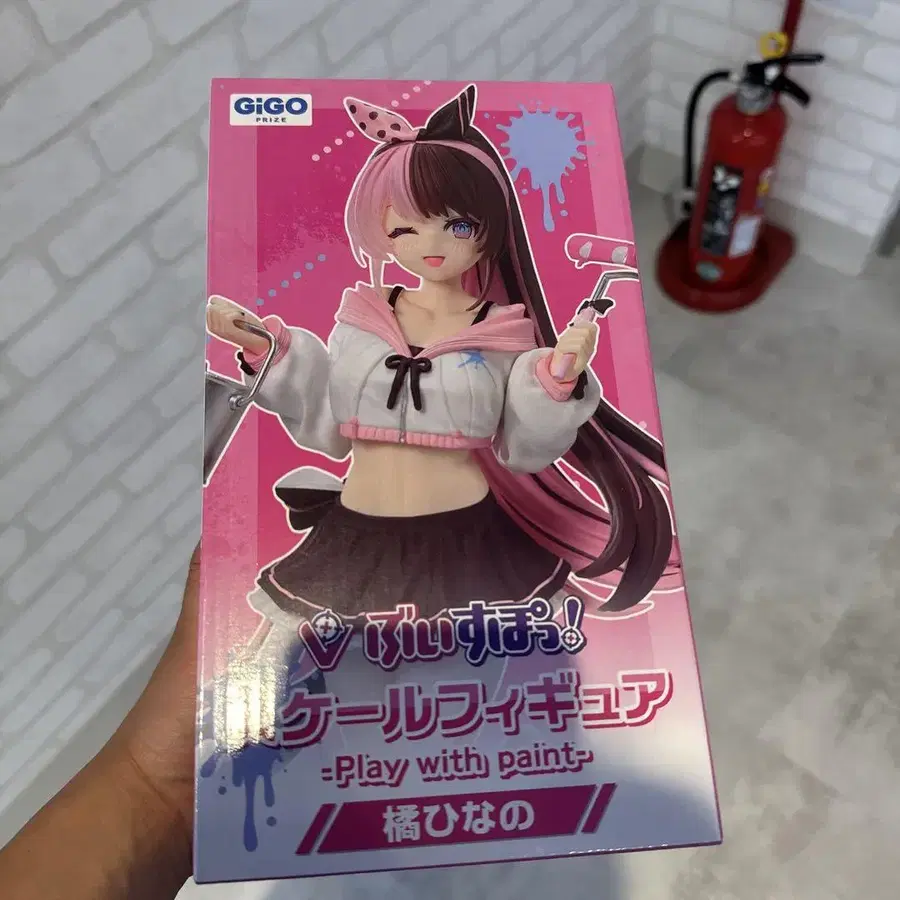 GiGO
PRIZE
ぶいすぽっ!
スケールフィギュア
-Play with paint-
橘ひなの